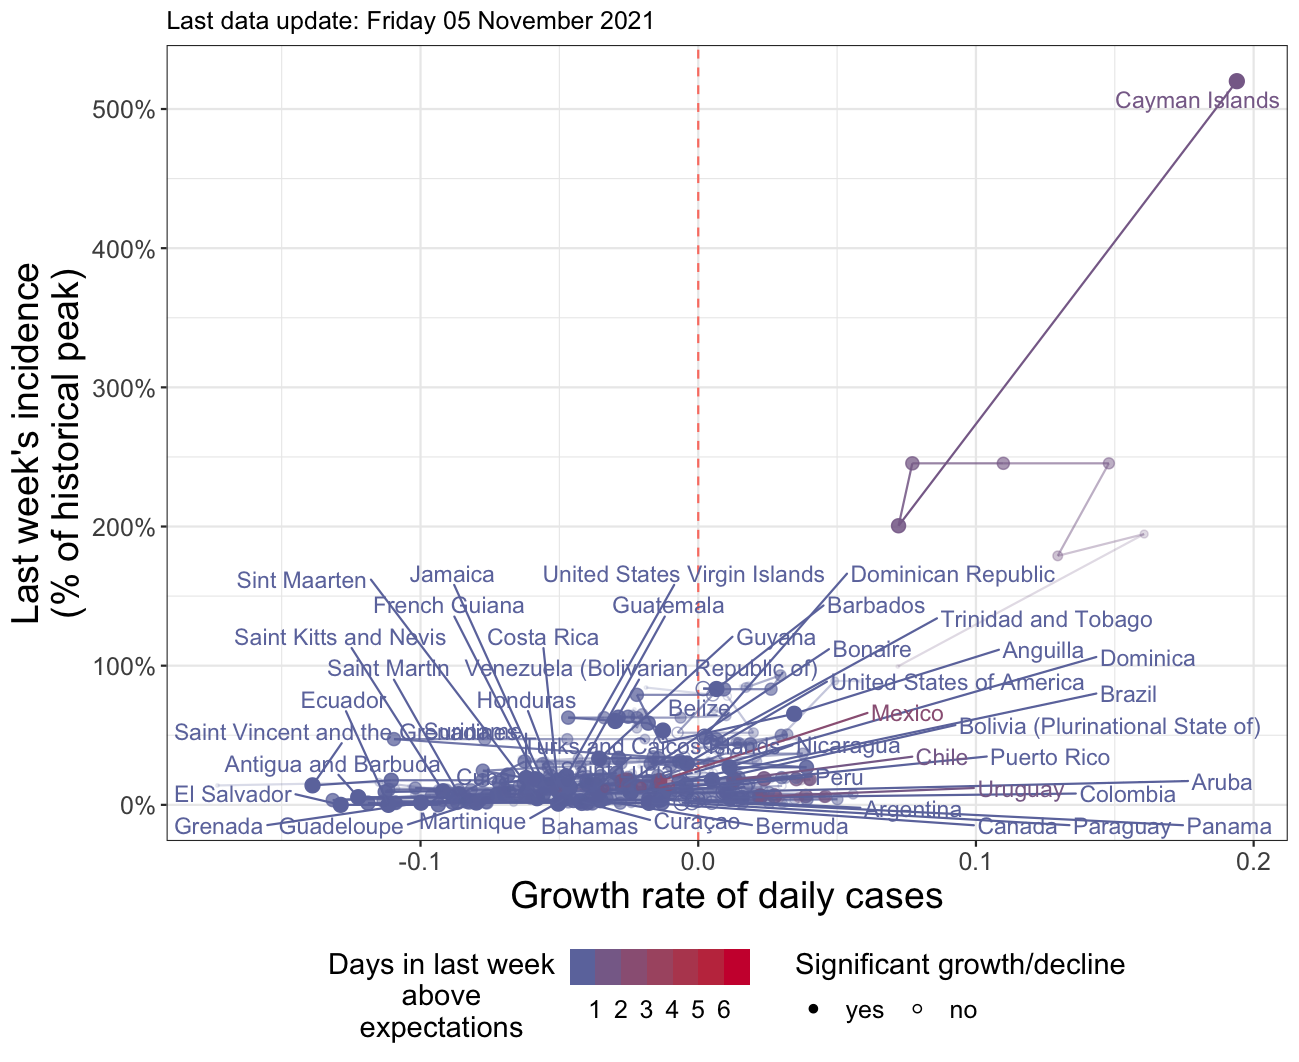 Last data update: Friday 05 November 2021
Last week's incidence
(% of historical peak)
500%
400%
300%
200%
100%
0%
Cayman Islands
Sint Maarten
Jamaica
United States Virgin Islands
Dominican Republic
French Guiana
Guatemala
Barbados
Trinidad and Tobago
Saint Kitts and Nevis
Costa Rica
Guyana
Bonaire
Anguilla
Dominica
Saint Martin
Venezuela (Bolivarian Republic of)
United States of America
Brazil
Ecuador
Honduras
Belize
Mexico
Bolivia (Plurinational State of)
Saint Vincent and the Grenadines
Suriname
Turks and Caicos Islands
Nicaragua
Chile
Puerto Rico
Antigua and Barbuda
Cuba
Peru
Aruba
El Salvador
Uruguay
Colombia
Argentina
Grenada
Guadeloupe
Martinique
Bahamas
Curaçao
Bermuda
Canada
Paraguay
Panama
-0.1
0.0
0.1
0.2
Growth rate of daily cases
Days in last week
above
expectations
1 2 3 4 5 6
Significant growth/decline
yes
no